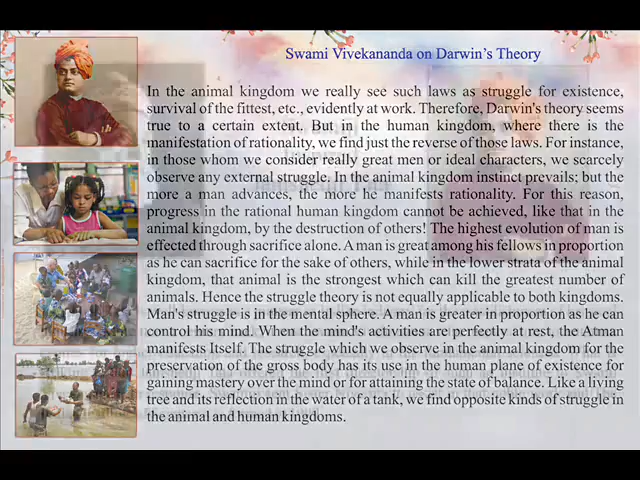 Swami Vivekananda on Darwin's Theory
In the animal kingdom we really see such laws as struggle for existence,
survival of the fittest, etc., evidently at work. Therefore, Darwin's theory seems
true to a certain extent. But in the human kingdom, where there is the
manifestation of rationality, we find just the reverse of those laws. For instance,
in those whom we consider really great men or ideal characters, we scarcely
observe any external struggle. In the animal kingdom instinct prevails; but the
more a man advances, the more he manifests rationality. For this reason,
progress in the rational human kingdom cannot be achieved, like that in the
animal kingdom, by the destruction of others! The highest evolution of man is
effected through sacrifice alone. A man is great among his fellows in proportion
as he can sacrifice for the sake of others, while in the lower strata of the animal
kingdom, that animal is the strongest which can kill the greatest number of
animals. Hence the struggle theory is not equally applicable to both kingdoms.
Man's struggle is in the mental sphere. A man is greater in proportion as he can
control his mind. When the mind's activities are perfectly at rest, the Atman
manifests Itself. The struggle which we observe in the animal kingdom for the
preservation of the gross body has its use in the human plane of existence for
gaining mastery over the mind or for attaining the state of balance. Like a living
tree and its reflection in the water of a tank, we find opposite kinds of struggle in
the animal and human kingdoms.